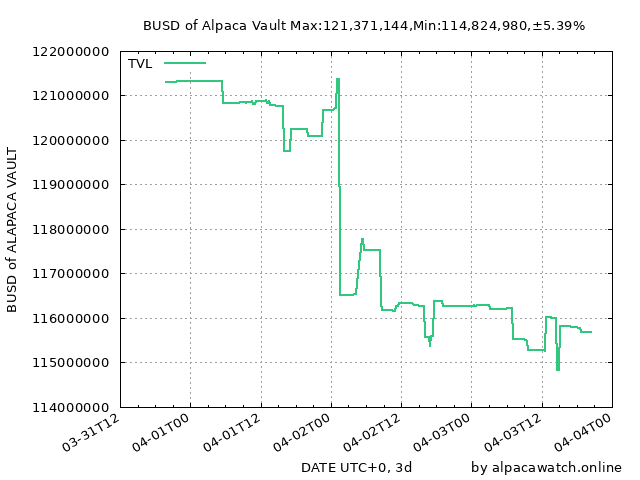 BUSD of Alpaca Vault Max:121,371,144,Min:114,824,980,±5.39%
TVL
122000000
121000000
120000000
119000000
118000000
117000000
116000000
115000000
114000000
BUSD of ALAPACA VAULT
03-31T12
04-01T00
04-01T12
04-02T00
04-02T12
04-03T00
04-03T12
04-04T00
DATE UTC+0, 3d
by alpacawatch.online